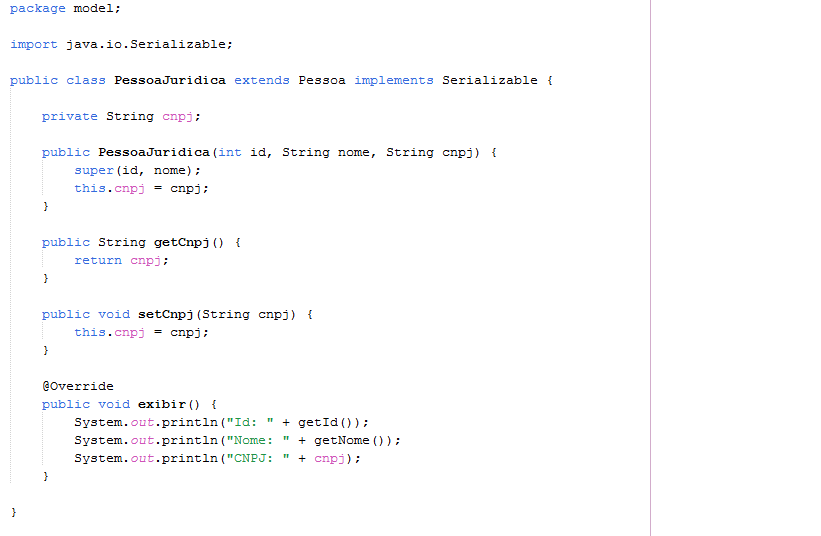 package model;
import java.io.Serializable;
public class PessoaJuridica extends Pessoa implements Serializable {
private String cnpj;
public PessoaJuridica(int id, String nome, String cnpj) {
super(id, nome);
this.cnpj = cnpj;
}
public String getCnpj() {
return cnpj;
}
public void setCnpj(String cnpj) {
this.cnpj = cnpj;
}
@Override
public void exibir() {
System.out.println("Id: " + getId());
System.out.println("Nome: " + getNome());
System.out.println("CNPJ: " + cnpj);
}
}